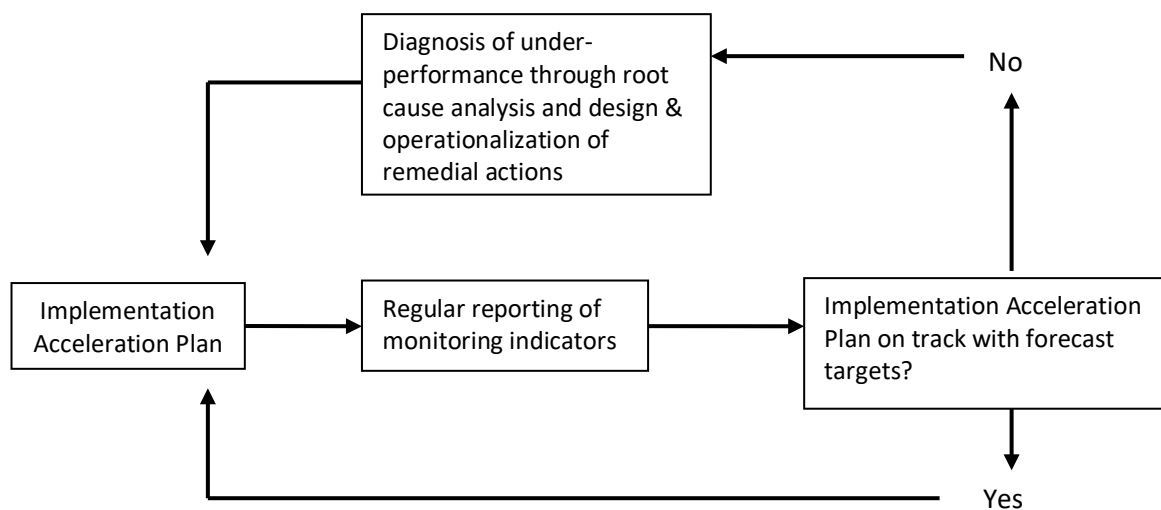 Diagnosis of under-
performance through root
cause analysis and design &
operationalization of
remedial actions
No
Implementation
Acceleration Plan
Regular reporting of
monitoring indicators
Implementation Acceleration
Plan on track with forecast
targets?
Yes